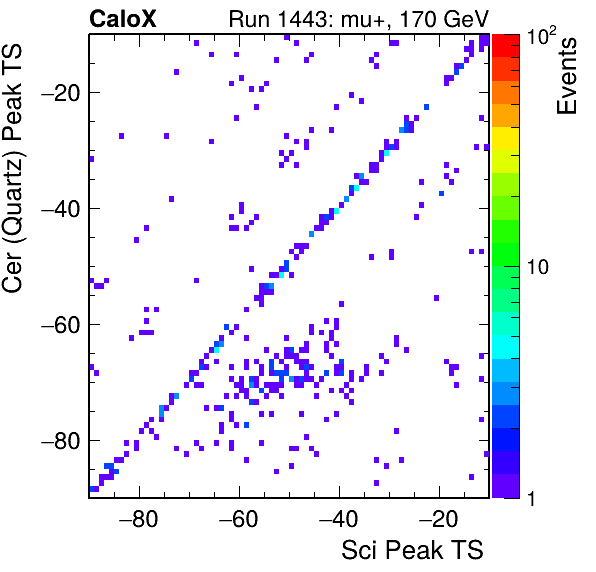 CaloX Run 1443: mu+, 170 GeV
Cer (Quartz) Peak TS
−20
−40
−60
−80
−80 −60 −40 −20
Sci Peak TS
10²
10
1
Events